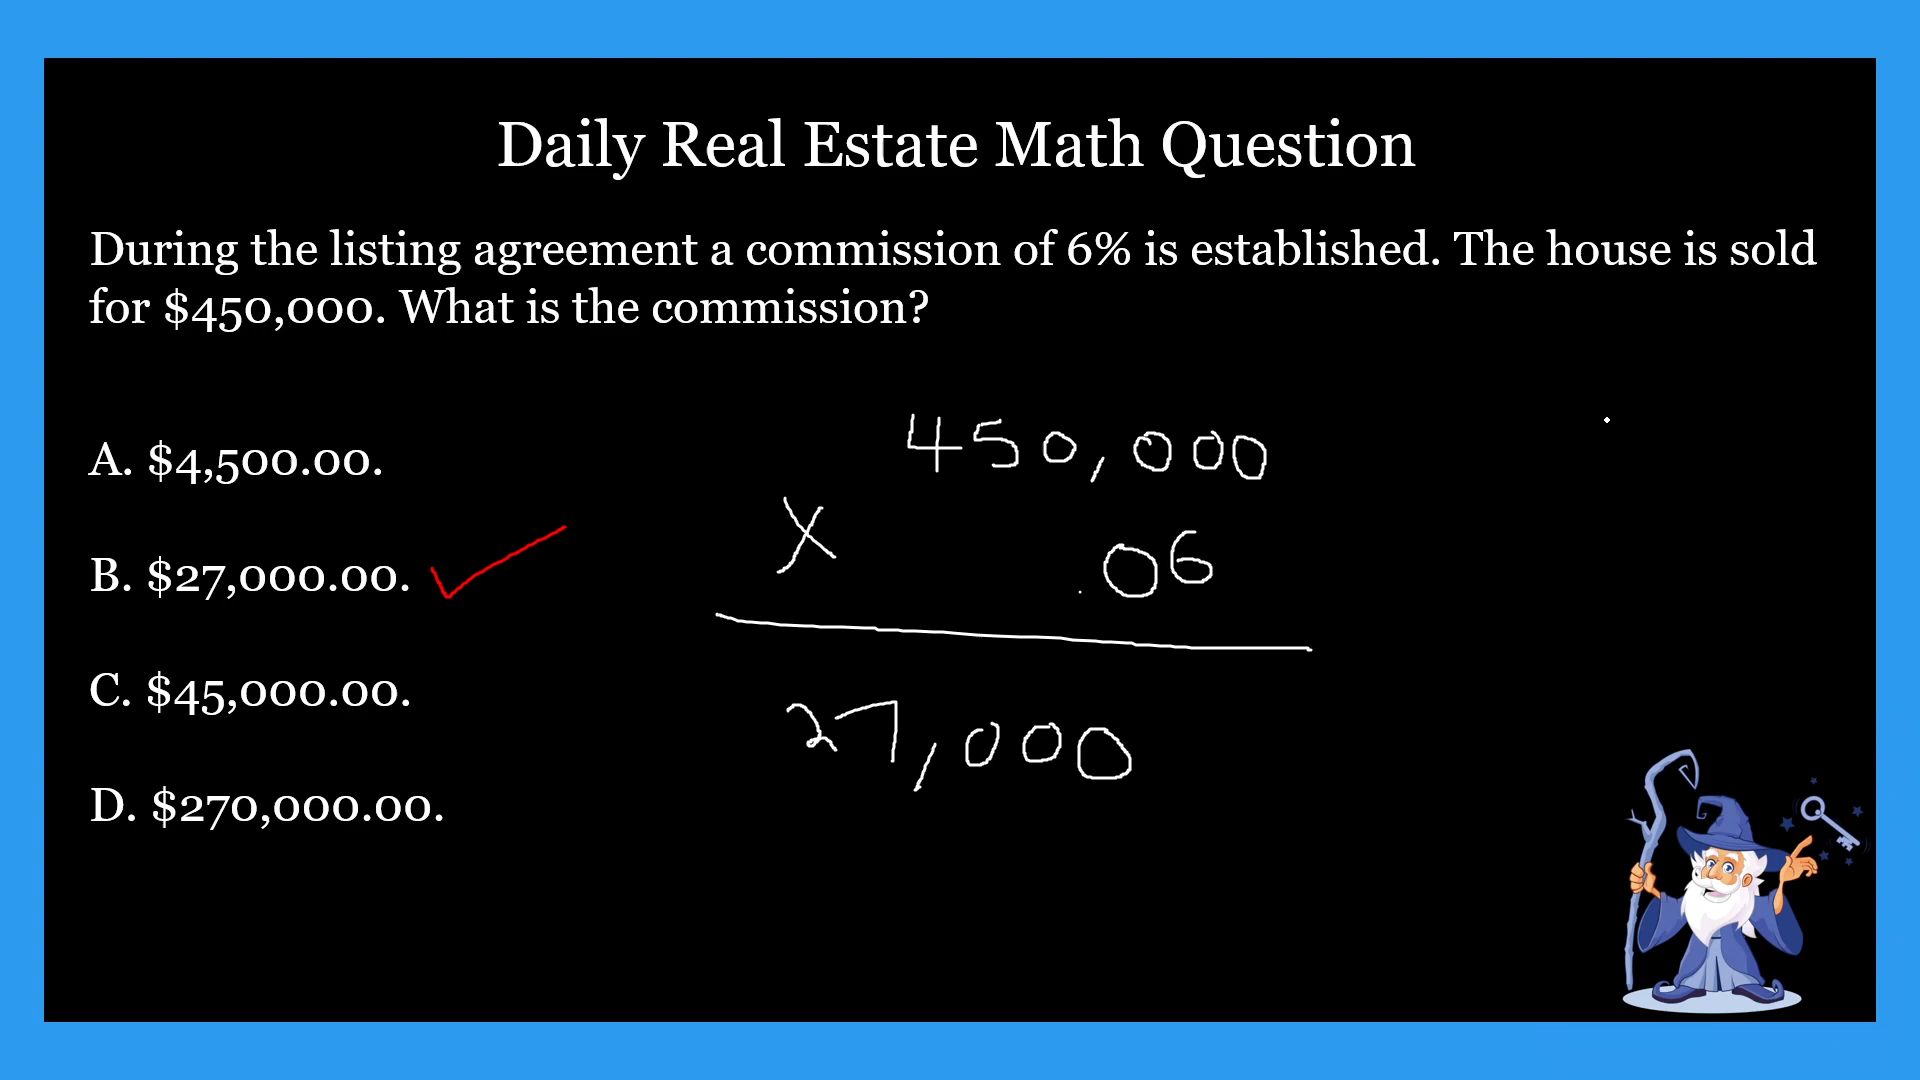 Daily Real Estate Math Question
During the listing agreement a commission of 6% is established. The house is sold
for $450,000. What is the commission?
A. $4,500.00.
B. $27,000.00.
C. $45,000.00.
D. $270,000.00.
450,000
X .06
27,000